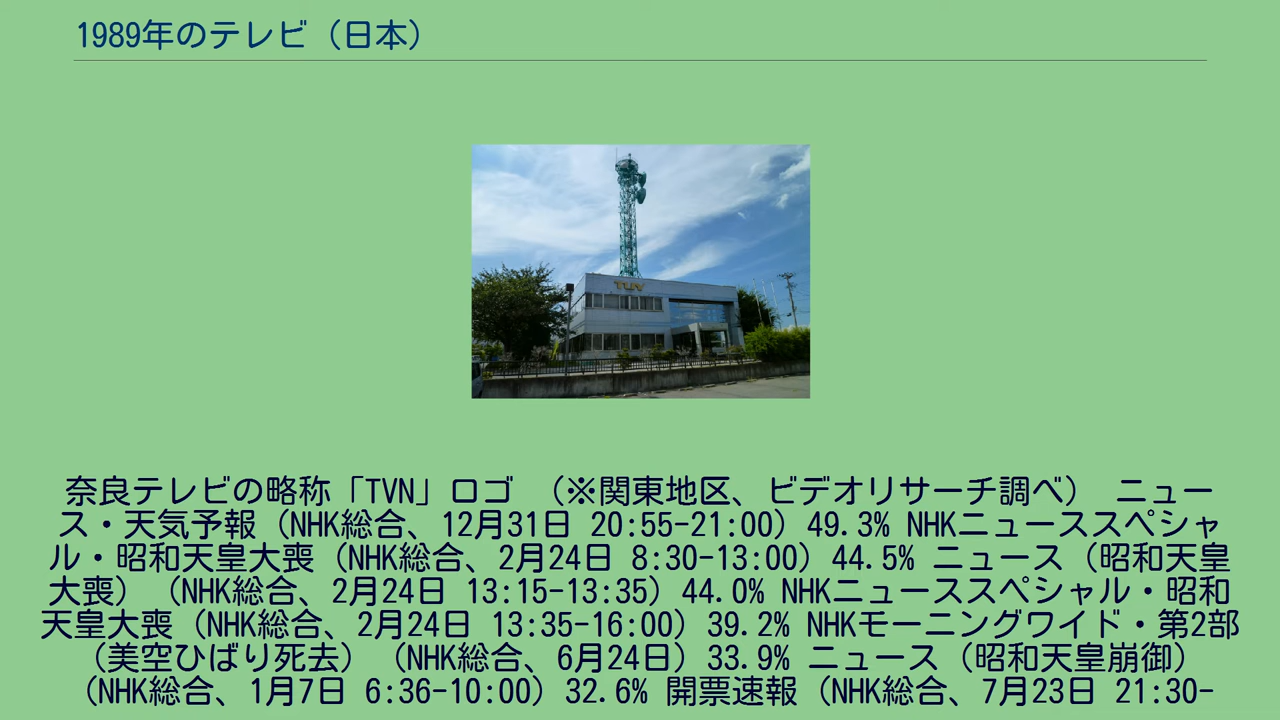 1989年のテレビ（日本）
TUY
奈良テレビの略称「TVN」ロゴ （※関東地区、ビデオリサーチ調べ） ニュー
ス・天気予報（NHK総合、12月31日 20:55-21:00）49.3% NHKニューススペシャ
ル・昭和天皇大喪（NHK総合、2月24日 8:30-13:00）44.5% ニュース（昭和天皇
大喪）（NHK総合、2月24日 13:15-13:35）44.0% NHKニューススペシャル・昭和
天皇大喪（NHK総合、2月24日 13:35-16:00）39.2% NHKモーニングワイド・第2部
（美空ひばり死去）（NHK総合、6月24日）33.9% ニュース（昭和天皇崩御）
（NHK総合、1月7日 6:36-10:00）32.6% 開票速報（NHK総合、7月23日 21:30-